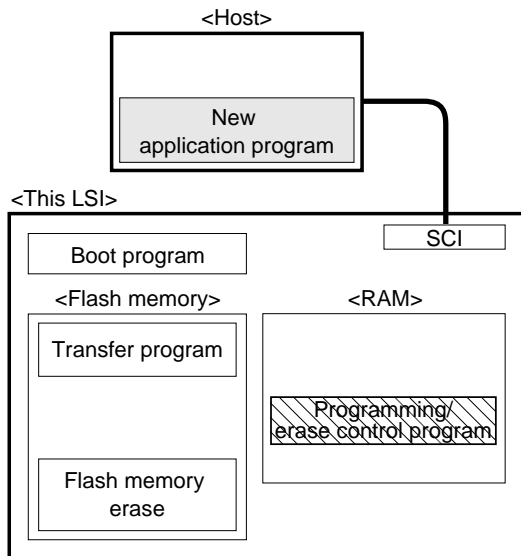 <Host>
New
application program
<This LSI>
SCI
Boot program
<Flash memory>
<RAM>
Transfer program
Programming/
erase control program
Flash memory
erase